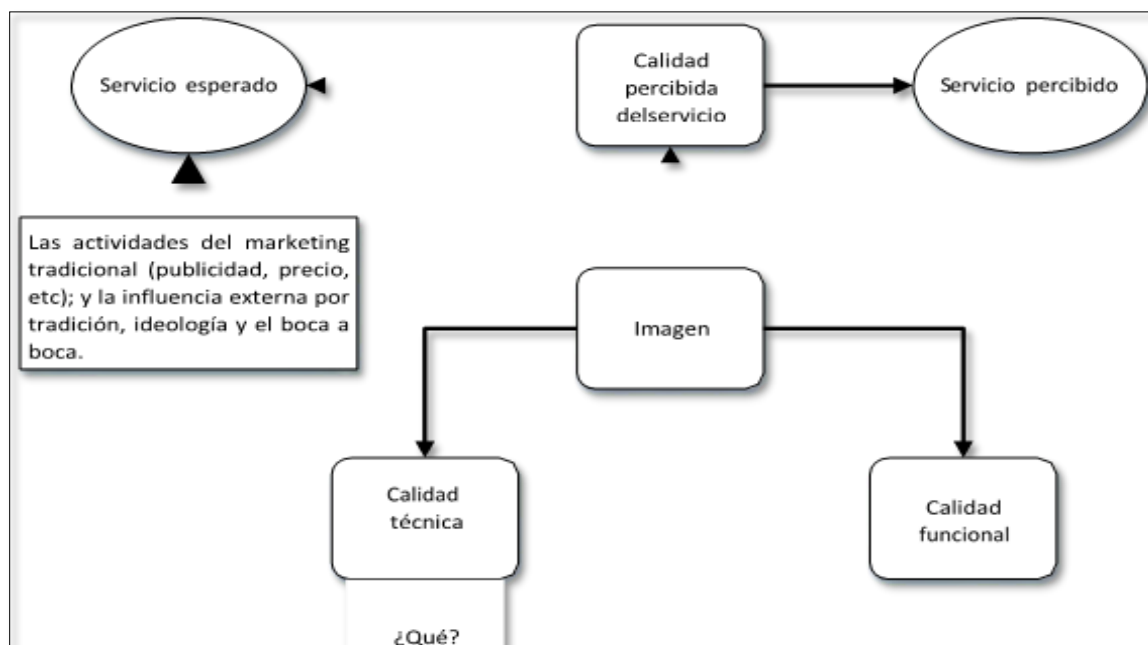 Servicio esperado
Calidad
percibida
delservicio
Servicio percibido
Las actividades del marketing
tradicional (publicidad, precio,
etc); y la influencia externa por
tradición, ideología y el boca a
boca.
Imagen
Calidad
técnica
Calidad
funcional
¿Qué?